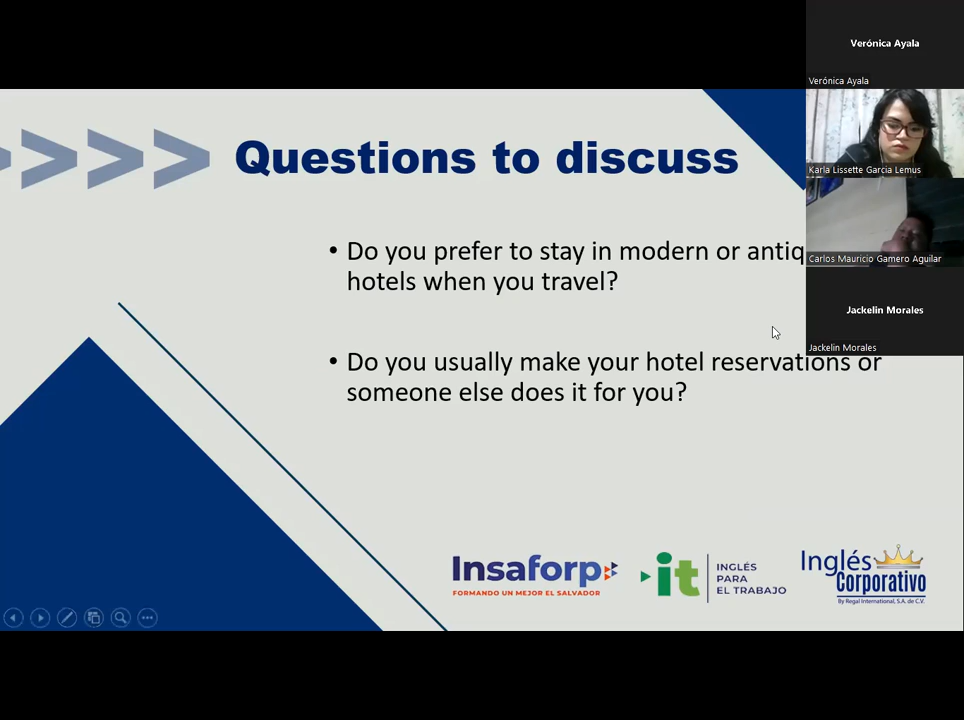 Verónica Ayala
Verónica Ayala
Karla Lissette Garcia Lemus
Carlos Mauricio Gamero Aguilar
Jackelin Morales
Jackelin Morales
>>>>
Questions to discuss
• Do you prefer to stay in modern or antiq
hotels when you travel?
• Do you usually make your hotel reservations or
someone else does it for you?
Insaforp
FORMANDO UN MEJOR EL SALVADOR
it
INGLÉS
PARA
EL TRABAJO
Inglés
Corporativo
By Regal International, S.A. de C.V.